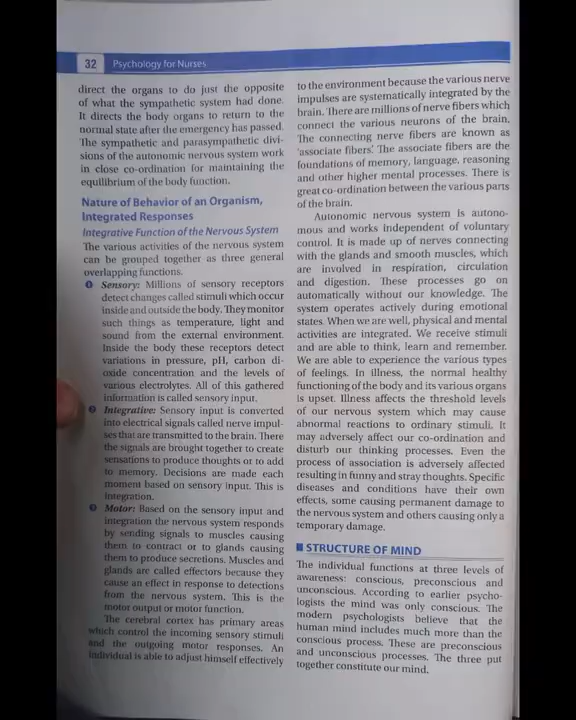 32 Psychology for Nurses
direct the organs to do just the opposite
of what the sympathetic system had done.
It directs the body organs to return to the
normal state after the emergency has passed.
The sympathetic and parasympathetic divi-
sions of the autonomic nervous system work
in close co-ordination for maintaining the
equilibrium of the body function.
Nature of Behavior of an Organism,
Integrated Responses
Integrative Function of the Nervous System
The various activities of the nervous system
can be grouped together as three general
overlapping functions.
1 Sensory: Millions of sensory receptors
detect changes called stimuli which occur
inside and outside the body. They monitor
such things as temperature, light and
sound from the external environment.
Inside the body these receptors detect
variations in pressure, pH, carbon di-
oxide concentration and the levels of
various electrolytes. All of this gathered
information is called sensory input.
2 Integrative: Sensory input is converted
into electrical signals called nerve impul-
ses that are transmitted to the brain. There
the signals are brought together to create
sensations to produce thoughts or to add
to memory. Decisions are made each
moment based on sensory input. This is
integration.
3 Motor: Based on the sensory input and
integration the nervous system responds
by sending signals to muscles causing
them to contract or to glands causing
them to produce secretions. Muscles and
glands are called effectors because they
cause an effect in response to detections
from the nervous system. This is the
motor output or motor function.
The cerebral cortex has primary areas
which control the incoming sensory stimuli
and the outgoing motor responses. An
individual is able to adjust himself effectively
to the environment because the various nerve
impulses are systematically integrated by the
brain. There are millions of nerve fibers which
connect the various neurons of the brain.
The connecting nerve fibers are known as
'associate fibers'. The associate fibers are the
foundations of memory, language, reasoning
and other higher mental processes. There is
great co-ordination between the various parts
of the brain.
Autonomic nervous system is autono-
mous and works independent of voluntary
control. It is made up of nerves connecting
with the glands and smooth muscles, which
are involved in respiration, circulation
and digestion. These processes go on
automatically without our knowledge. The
system operates actively during emotional
states. When we are well, physical and mental
activities are integrated. We receive stimuli
and are able to think, learn and remember.
We are able to experience the various types
of feelings. In illness, the normal healthy
functioning of the body and its various organs
is upset. Illness affects the threshold levels
of our nervous system which may cause
abnormal reactions to ordinary stimuli. It
may adversely affect our co-ordination and
disturb our thinking processes. Even the
process of association is adversely affected
resulting in funny and stray thoughts. Specific
diseases and conditions have their own
effects, some causing permanent damage to
the nervous system and others causing only a
temporary damage.
STRUCTURE OF MIND
The individual functions at three levels of
awareness: conscious, preconscious and
unconscious. According to earlier psycho-
logists the mind was only conscious. The
modern psychologists believe that the
human mind includes much more than the
conscious process. These are preconscious
and unconscious processes. The three put
together constitute our mind.